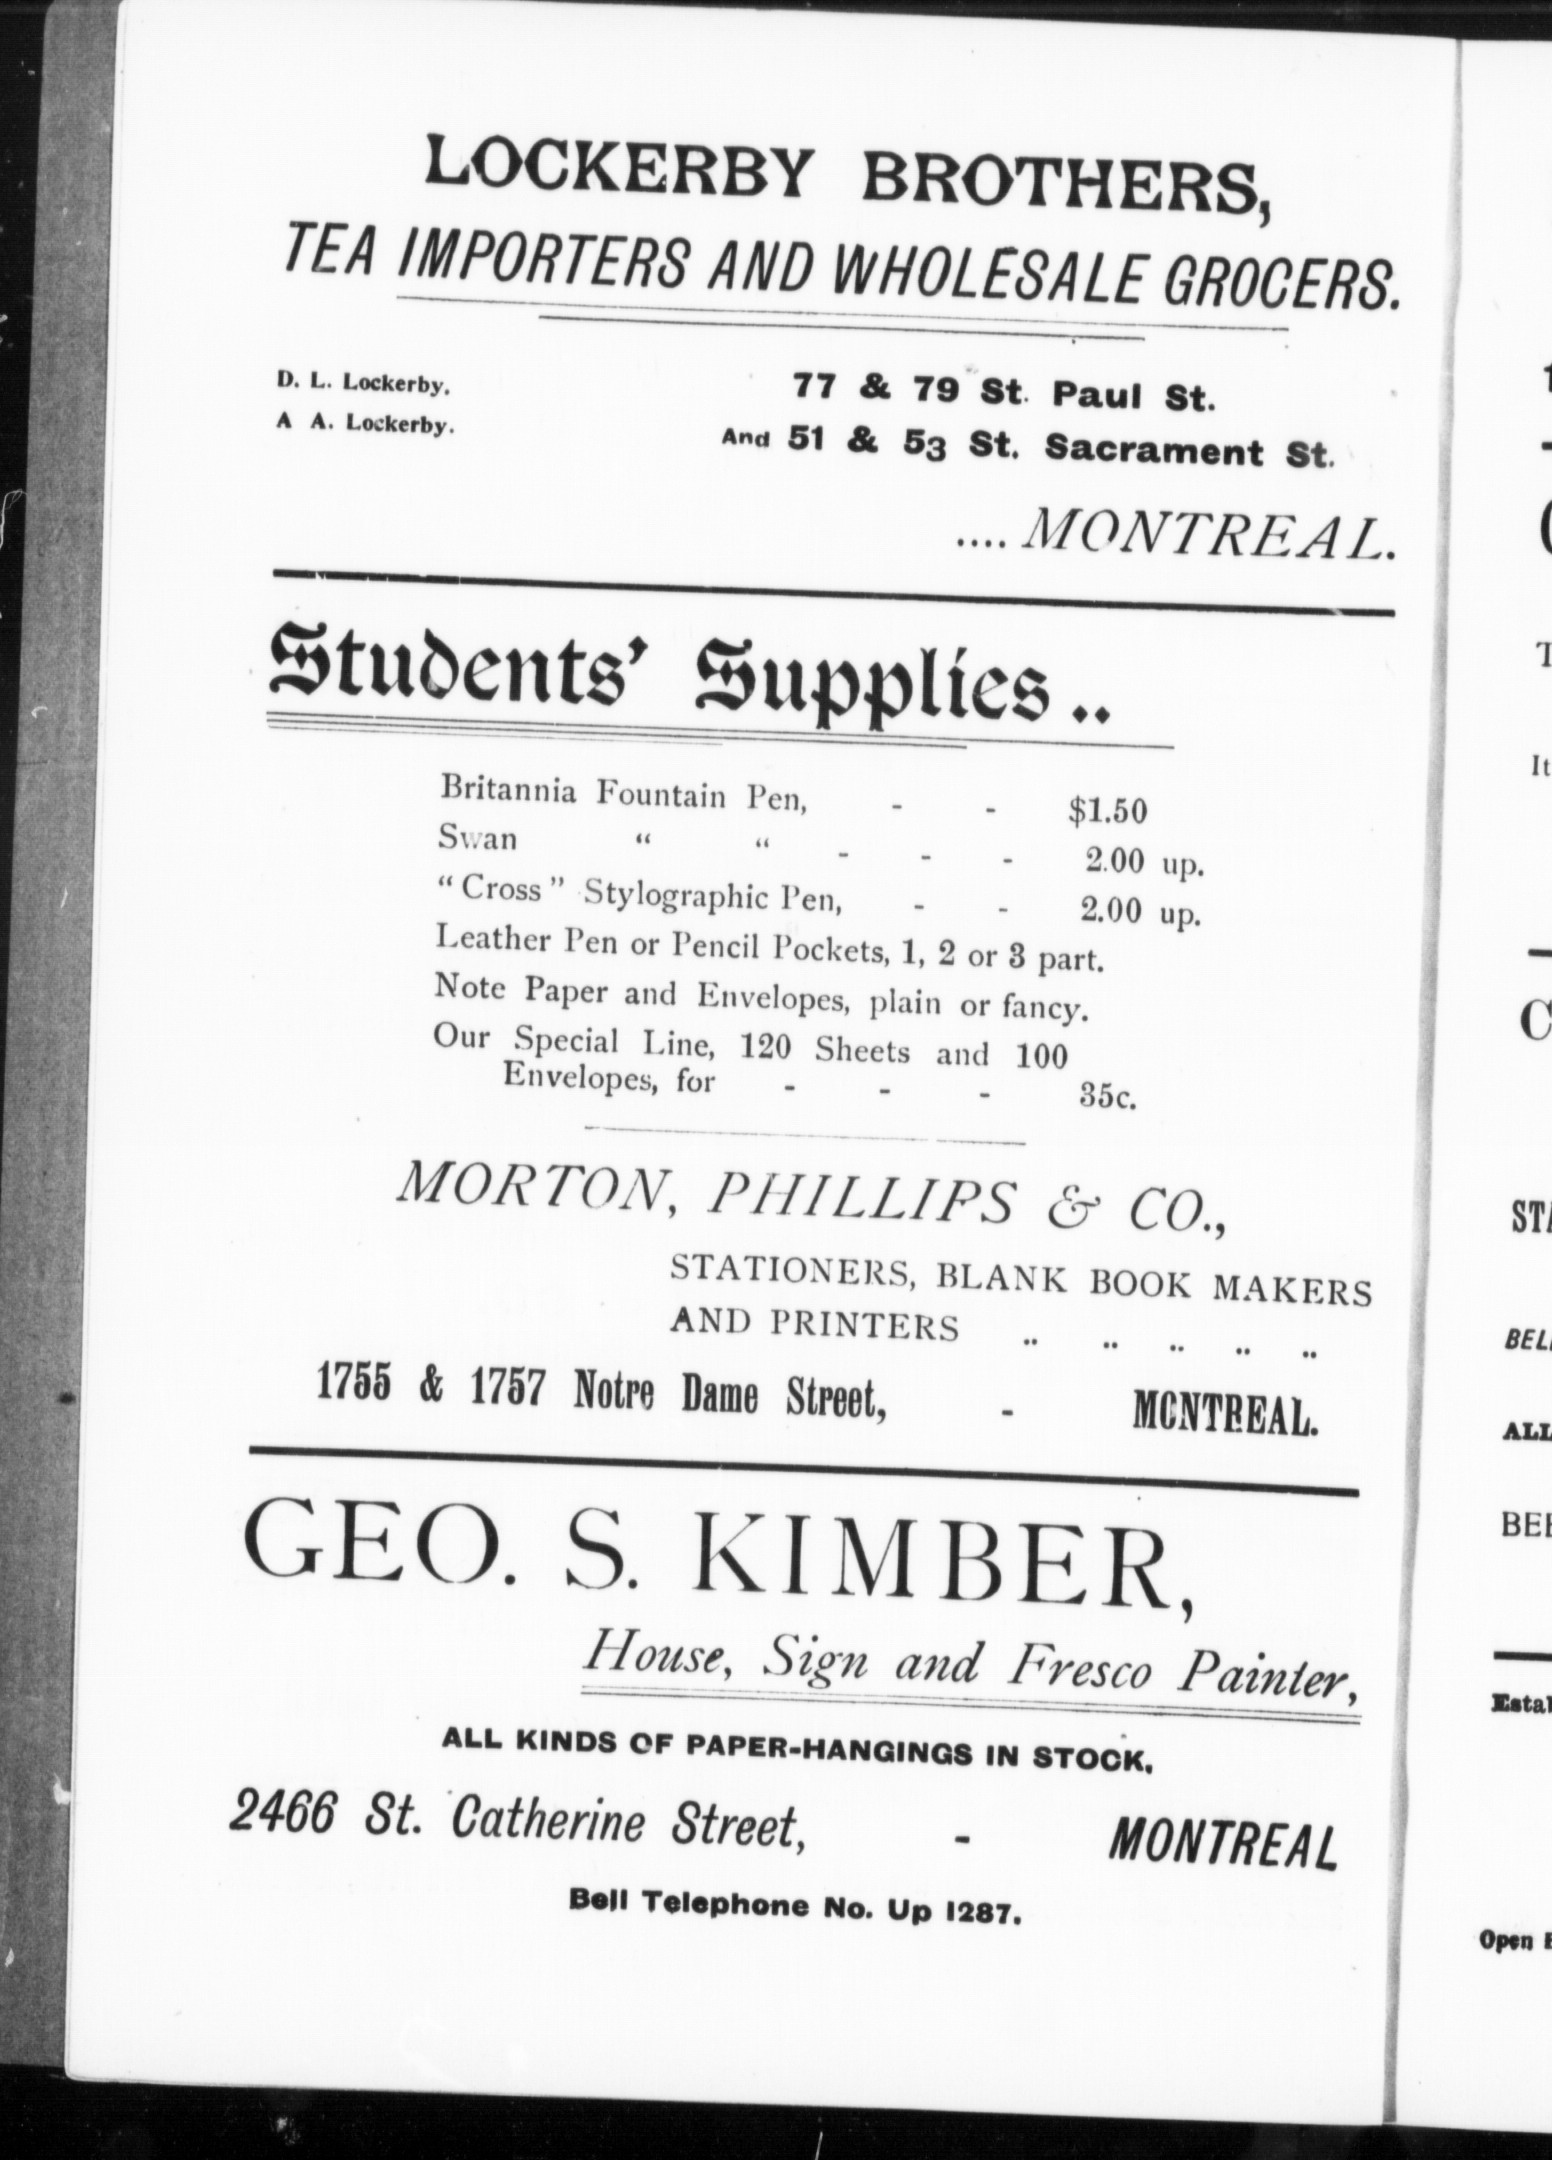 LOCKERBY BROTHERS,
TEA IMPORTERS AND WHOLESALE GROCERS.
D. L. Lockerby.
A A. Lockerby.
77 & 79 St. Paul St.
And 51 & 53 St. Sacrament St.
.... MONTREAL.
Students' Supplies ..
Britannia Fountain Pen, - - $1.50
Swan “ “ - - - 2.00 up.
“Cross” Stylographic Pen, - - 2.00 up.
Leather Pen or Pencil Pockets, 1, 2 or 3 part.
Note Paper and Envelopes, plain or fancy.
Our Special Line, 120 Sheets and 100
Envelopes, for - - - 35c.
MORTON, PHILLIPS & CO.,
STATIONERS, BLANK BOOK MAKERS
AND PRINTERS .. .. .. .. ..
1755 & 1757 Notre Dame Street, - MONTREAL.
GEO. S. KIMBER,
House, Sign and Fresco Painter,
ALL KINDS OF PAPER-HANGINGS IN STOCK.
2466 St. Catherine Street, - MONTREAL
Bell Telephone No. Up 1287.
It
Open